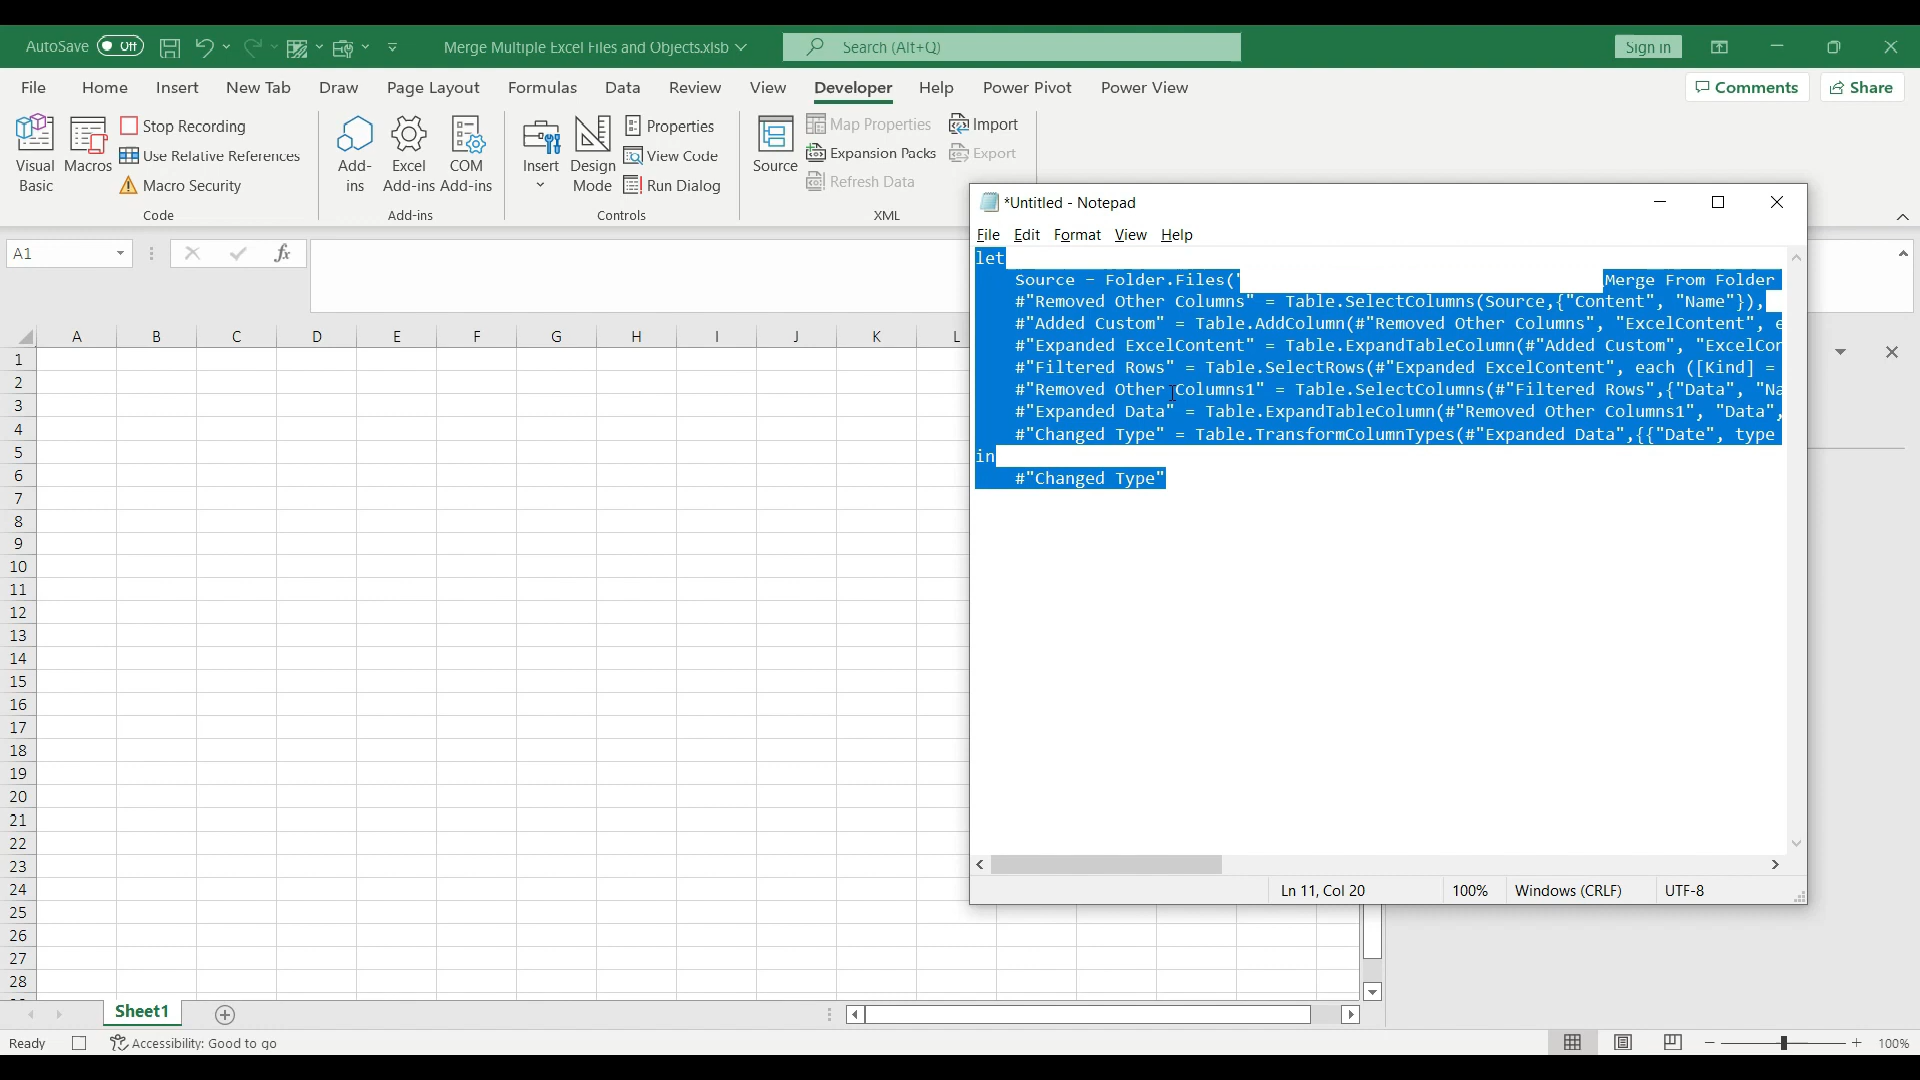 AutoSave Off Merge Multiple Excel Files and Objects.xlsb Search (Alt+Q) Sign in
File Home Insert New Tab Draw Page Layout Formulas Data Review View Developer Help Power Pivot Power View Comments Share
Visual Basic
Macros
Stop Recording
Use Relative References
Macro Security
Code
Add-ins
Excel Add-ins
COM Add-ins
Add-ins
Insert
Design Mode
Properties
View Code
Run Dialog
Controls
Source
Map Properties
Expansion Packs
Refresh Data
Import
Export
XML
A1 fx
*Untitled - Notepad
File Edit Format View Help
let
Source = Folder.Files(" Merge From Folder
#"Removed Other Columns" = Table.SelectColumns(Source,{"Content", "Name"}),
#"Added Custom" = Table.AddColumn(#"Removed Other Columns", "ExcelContent", e
#"Expanded ExcelContent" = Table.ExpandTableColumn(#"Added Custom", "ExcelCon
#"Filtered Rows" = Table.SelectRows(#"Expanded ExcelContent", each ([Kind] =
#"Removed Other Columns1" = Table.SelectColumns(#"Filtered Rows",{"Data", "Na
#"Expanded Data" = Table.ExpandTableColumn(#"Removed Other Columns1", "Data",
#"Changed Type" = Table.TransformColumnTypes(#"Expanded Data",{{"Date", type
in
#"Changed Type"
Ln 11, Col 20 100% Windows (CRLF) UTF-8
A B C D E F G H I J K L
1
2
3
4
5
6
7
8
9
10
11
12
13
14
15
16
17
18
19
20
21
22
23
24
25
26
27
28
Sheet1
Ready Accessibility: Good to go 100%